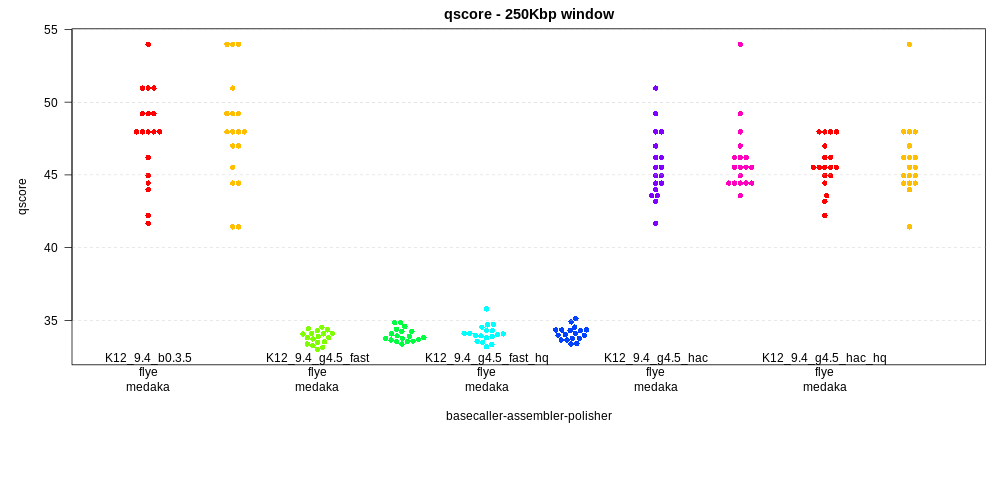 qscore - 250Kbp window
55
50
45
40
35
qscore
K12_9.4_b0.3.5 K12_9.4_g4.5_fast K12_9.4_g4.5_fast_hq K12_9.4_g4.5_hac K12_9.4_g4.5_hac_hq
flye flye flye flye flye
medaka medaka medaka medaka medaka
basecaller-assembler-polisher